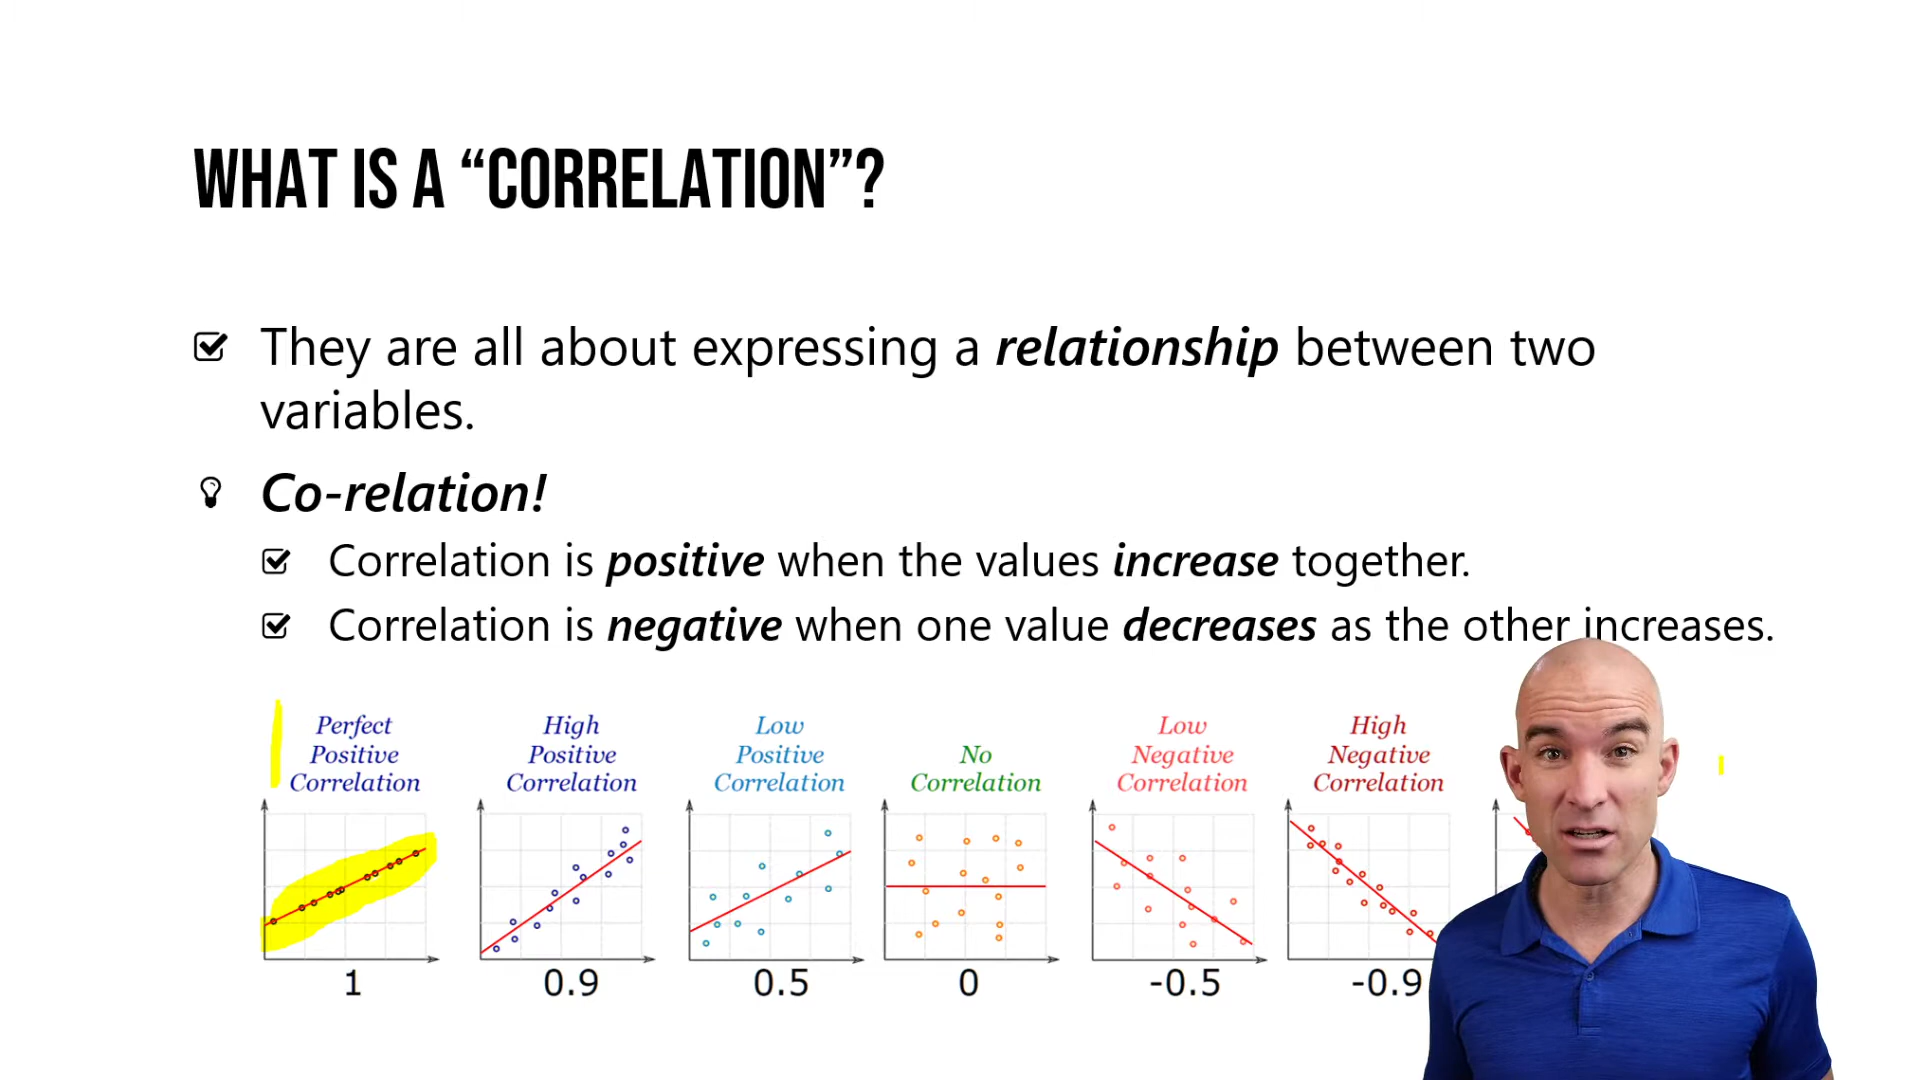 WHAT IS A “CORRELATION”?
They are all about expressing a relationship between two
variables.
Co-relation!
Correlation is positive when the values increase together.
Correlation is negative when one value decreases as the other increases.
Perfect
Positive
Correlation
High
Positive
Correlation
Low
Positive
Correlation
No
Correlation
Low
Negative
Correlation
High
Negative
Correlation
1
0.9
0.5
0
-0.5
-0.9